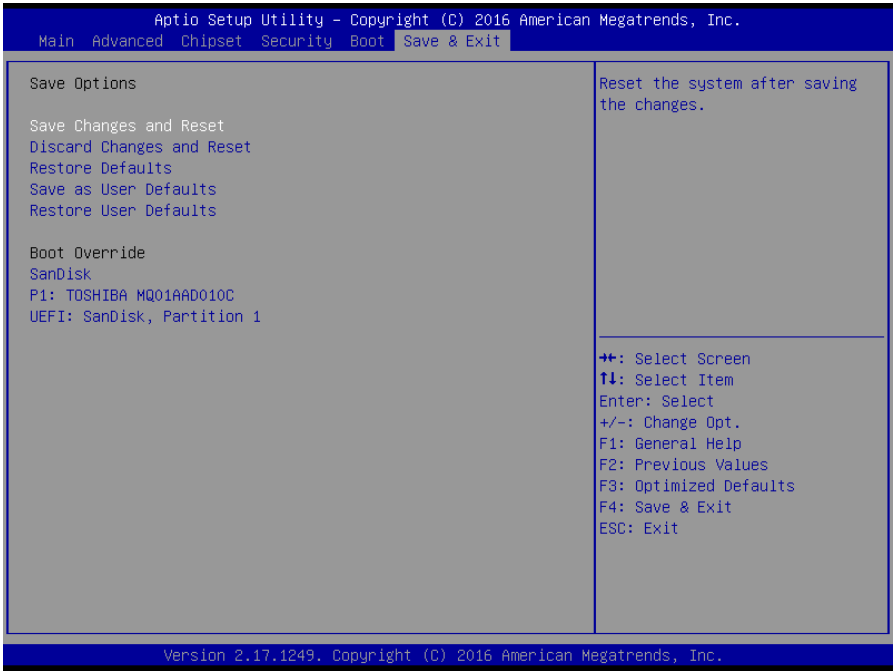 Aptio Setup Utility – Copyright (C) 2016 American Megatrends, Inc.
Main Advanced Chipset Security Boot Save & Exit
Save Options
Save Changes and Reset
Discard Changes and Reset
Restore Defaults
Save as User Defaults
Restore User Defaults
Boot Override
SanDisk
P1: TOSHIBA MQ01AAD010C
UEFI: SanDisk, Partition 1
Reset the system after saving
the changes.
→←: Select Screen
↑↓: Select Item
Enter: Select
+/-: Change Opt.
F1: General Help
F2: Previous Values
F3: Optimized Defaults
F4: Save & Exit
ESC: Exit
Version 2.17.1249. Copyright (C) 2016 American Megatrends, Inc.